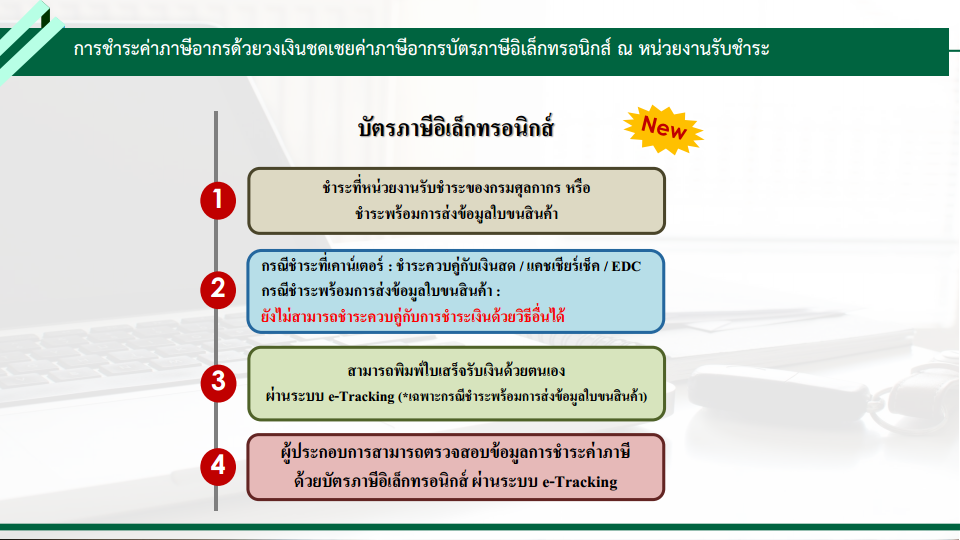 การชำระค่าภาษีอากรด้วยวงเงินชดเชยค่าภาษีอากรบัตรภาษีอิเล็กทรอนิกส์ ณ หน่วยงานรับชำระ
บัตรภาษีอิเล็กทรอนิกส์
New
1
ชำระที่หน่วยงานรับชำระของกรมศุลกากร หรือ
ชำระพร้อมการส่งข้อมูลใบขนสินค้า
2
กรณีชำระที่เคาน์เตอร์ : ชำระควบคู่กับเงินสด / แคชเชียร์เช็ค / EDC
กรณีชำระพร้อมการส่งข้อมูลใบขนสินค้า :
ยังไม่สามารถชำระควบคู่กับการชำระเงินด้วยวิธีอื่นได้
3
สามารถพิมพ์ใบเสร็จรับเงินด้วยตนเอง
ผ่านระบบ e-Tracking (*เฉพาะกรณีชำระพร้อมการส่งข้อมูลใบขนสินค้า)
4
ผู้ประกอบการสามารถตรวจสอบข้อมูลการชำระค่าภาษี
ด้วยบัตรภาษีอิเล็กทรอนิกส์ ผ่านระบบ e-Tracking